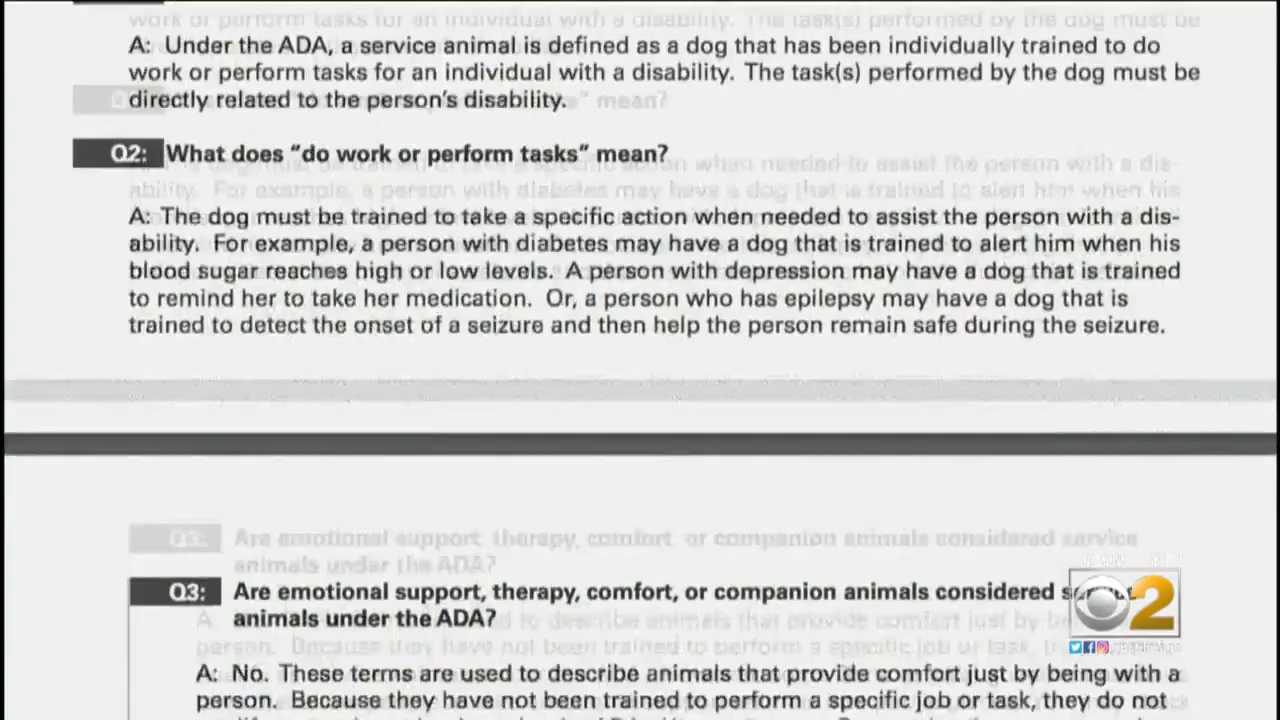 A: Under the ADA, a service animal is defined as a dog that has been individually trained to do
work or perform tasks for an individual with a disability. The task(s) performed by the dog must be
directly related to the person's disability.
Q2: What does "do work or perform tasks" mean?
A: The dog must be trained to take a specific action when needed to assist the person with a dis-
ability. For example, a person with diabetes may have a dog that is trained to alert him when his
blood sugar reaches high or low levels. A person with depression may have a dog that is trained
to remind her to take her medication. Or, a person who has epilepsy may have a dog that is
trained to detect the onset of a seizure and then help the person remain safe during the seizure.
Q3: Are emotional support, therapy, comfort, or companion animals considered
animals under the ADA?
2
A: No. These terms are used to describe animals that provide comfort just by being with a
person. Because they have not been trained to perform a specific job or task, they do not